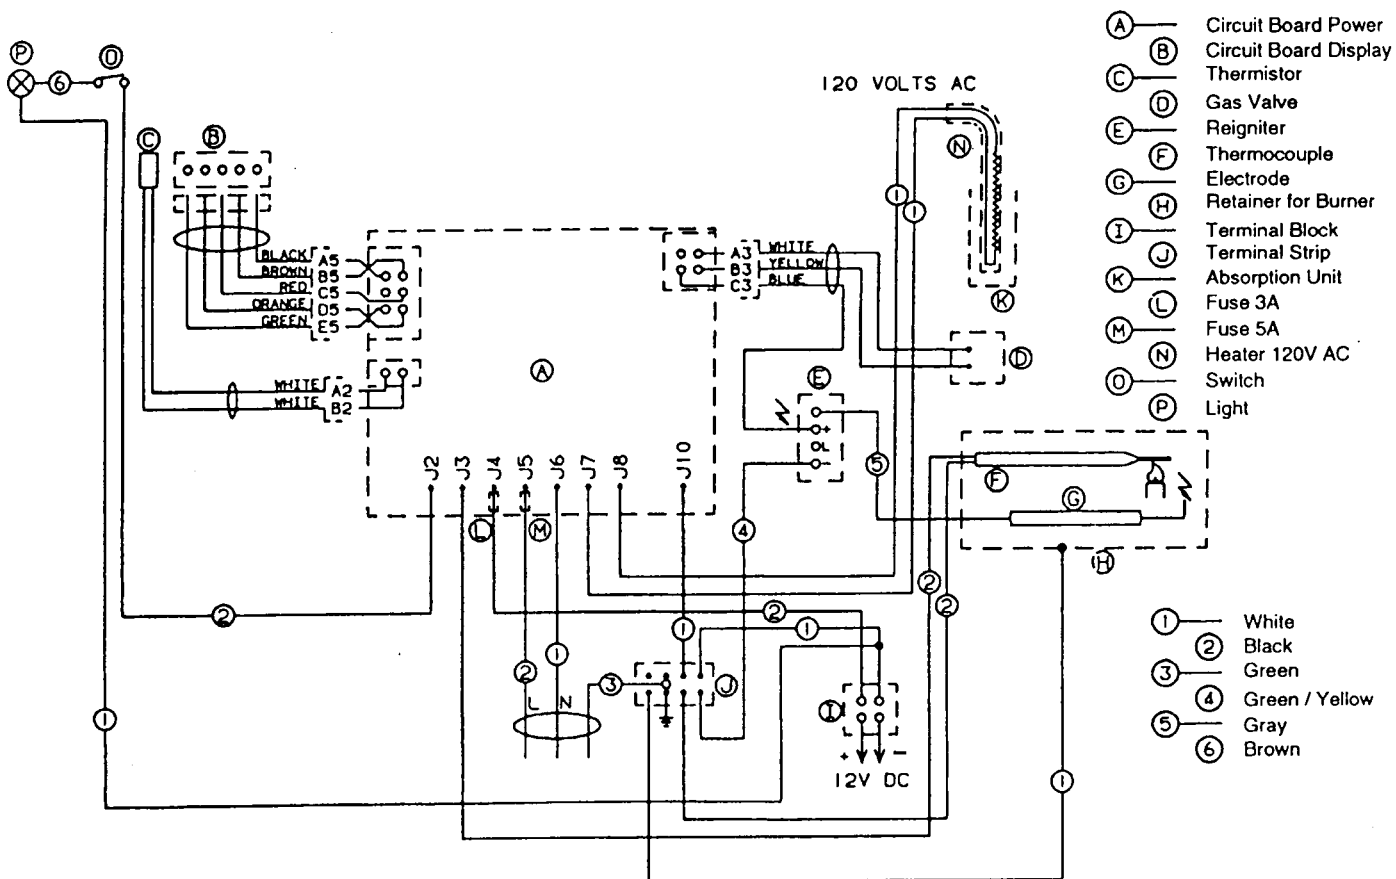 A Circuit Board Power
B Circuit Board Display
C Thermistor
D Gas Valve
E Reigniter
F Thermocouple
G Electrode
H Retainer for Burner
I Terminal Block
J Terminal Strip
K Absorption Unit
L Fuse 3A
M Fuse 5A
N Heater 120V AC
O Switch
P Light
P
6
O
C
B
120 VOLTS AC
N
K
1
1
BLACK A5
BROWN B5
RED C5
ORANGE D5
GREEN E5
WHITE A2
WHITE B2
A
A3 WHITE
B3 YELLOW
C3 BLUE
D
E
+
L
-
5
4
F
G
H
J2 J3 J4 J5 J6 J7 J8 J10
L
M
2
2
2
2
1
1
1
2
3
L N
J
I
+ -
12V DC
1
1
1 White
2 Black
3 Green
4 Green / Yellow
5 Gray
6 Brown